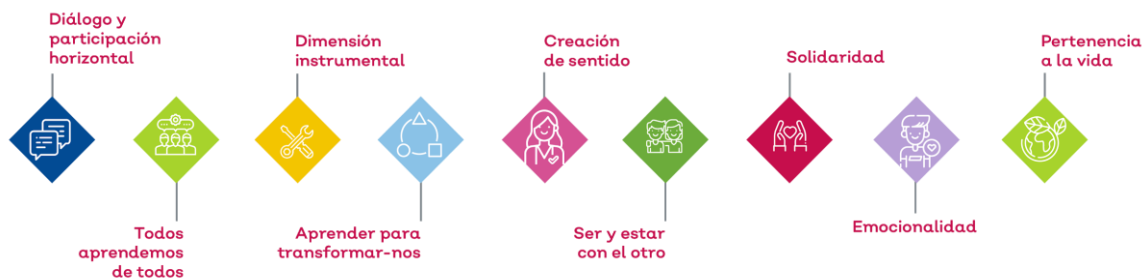 Diálogo y
participación
horizontal
Todos
aprendemos
de todos
Dimensión
instrumental
Aprender para
transformar-nos
Creación
de sentido
Ser y estar
con el otro
Solidaridad
Emocionalidad
Pertenencia
a la vida